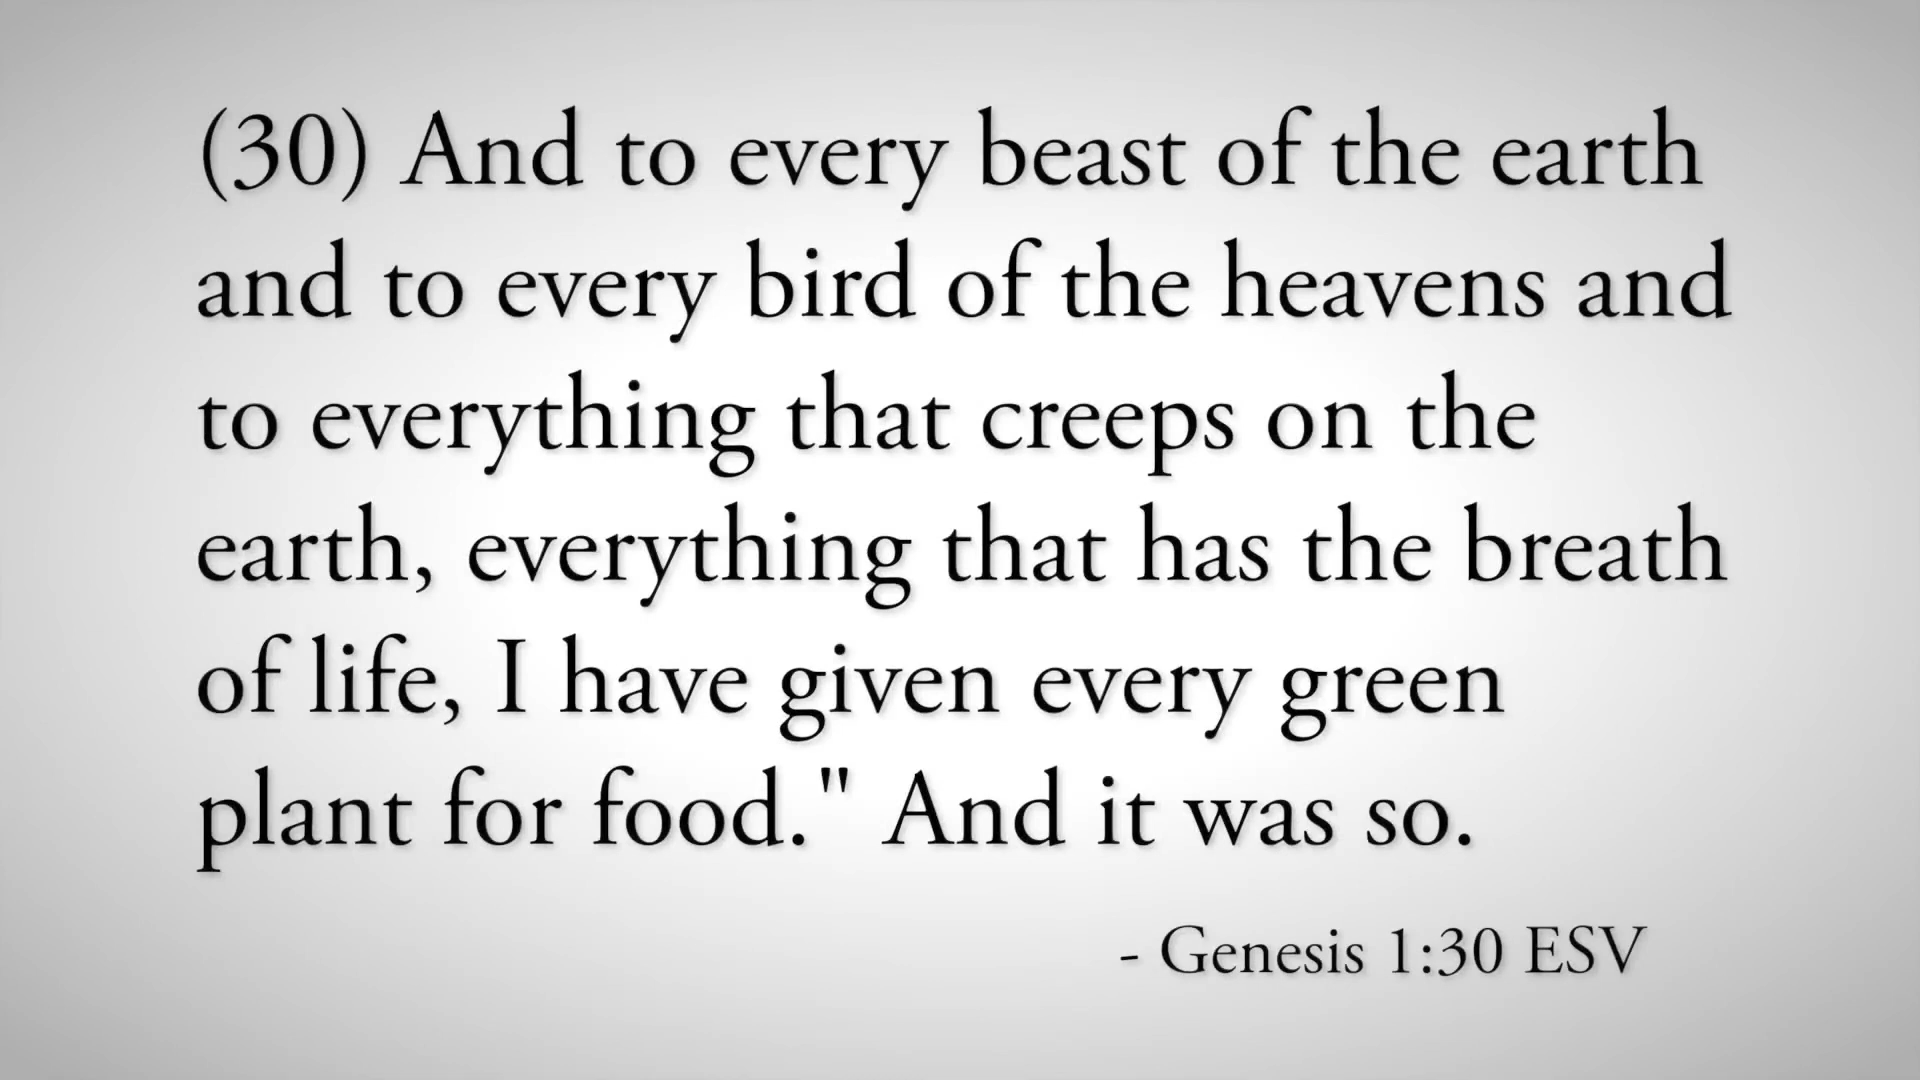 (30) And to every beast of the earth
and to every bird of the heavens and
to everything that creeps on the
earth, everything that has the breath
of life, I have given every green
plant for food." And it was so.
- Genesis 1:30 ESV